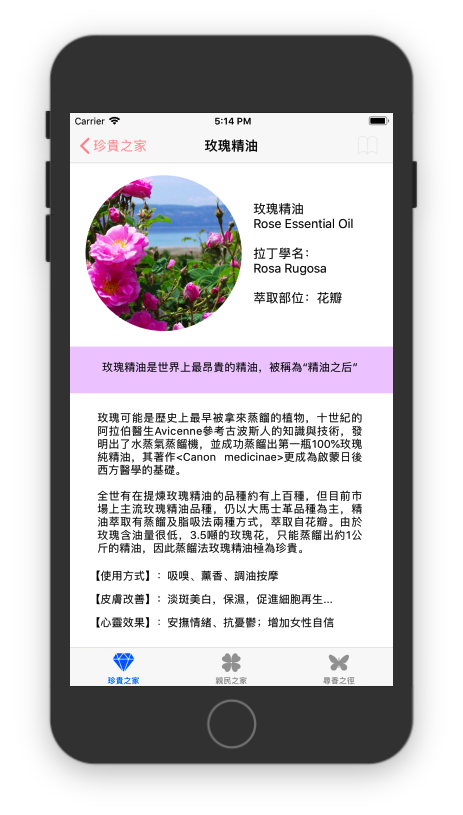 Carrier 5:14 PM
珍貴之家 玫瑰精油
玫瑰精油
Rose Essential Oil
拉丁學名：
Rosa Rugosa
萃取部位：花瓣
玫瑰精油是世界上最昂貴的精油，被稱為“精油之后”
玫瑰可能是歷史上最早被拿來蒸餾的植物，十世紀的
阿拉伯醫生Avicenne參考古波斯人的知識與技術，發
明出了水蒸氣蒸餾機，並成功蒸餾出第一瓶100%玫瑰
純精油，其著作<Canon medicinae>更成為啟蒙日後
西方醫學的基礎。
全世有在提煉玫瑰精油的品種約有上百種，但目前市
場上主流玫瑰精油品種，仍以大馬士革品種為主，精
油萃取有蒸餾及脂吸法兩種方式，萃取自花瓣。由於
玫瑰含油量很低，3.5噸的玫瑰花，只能蒸餾出約1公
斤的精油，因此蒸餾法玫瑰精油極為珍貴。
【使用方式】：吸嗅、薰香、調油按摩
【皮膚改善】：淡斑美白，保濕，促進細胞再生...
【心靈效果】：安撫情緒、抗憂鬱；增加女性自信
珍貴之家 親民之家 尋香之徑